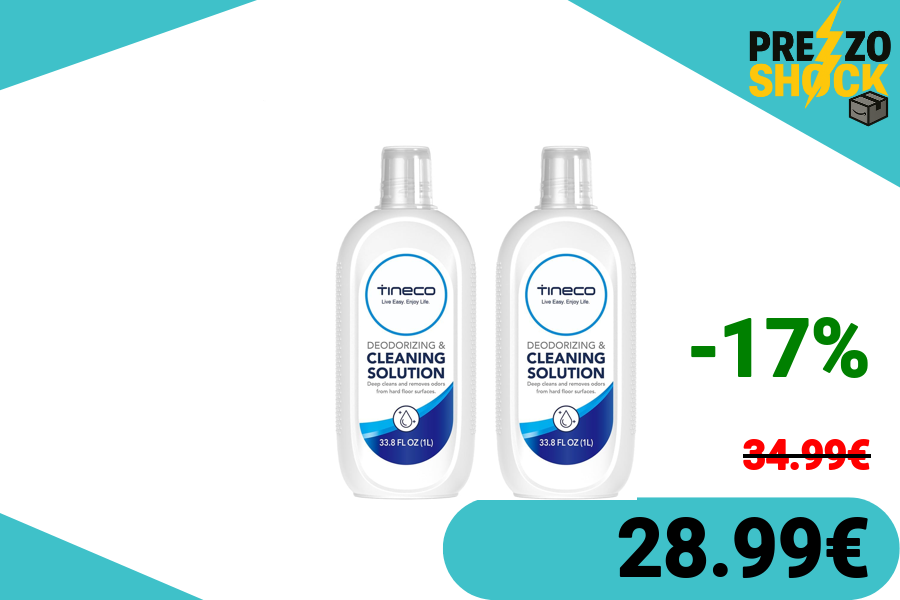 PREZZO
SHOCK
TINECO
Live Easy. Enjoy Life.
DEODORIZING &
CLEANING
SOLUTION
Deep cleans and removes odors
from hard floor surfaces.
33.8 FL OZ (1L)
TINECO
Live Easy. Enjoy Life.
DEODORIZING &
CLEANING
SOLUTION
Deep cleans and removes odors
from hard floor surfaces.
33.8 FL OZ (1L)
-17%
34.99€
28.99€